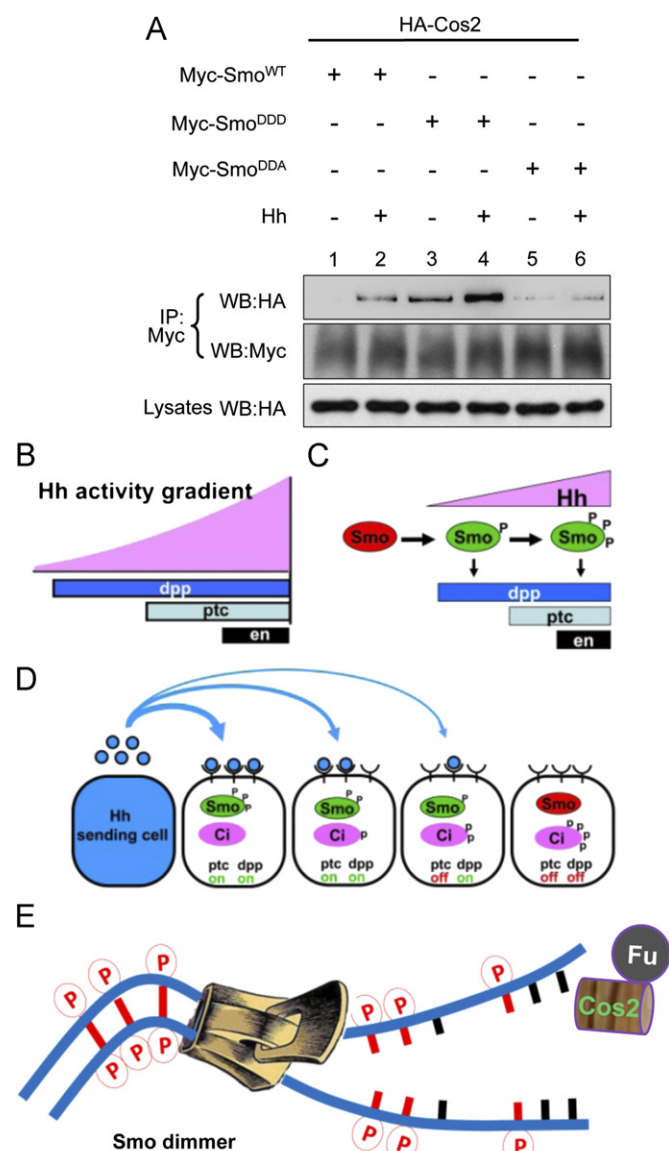 A
HA-Cos2
Myc-Smo^WT + + - - - -
Myc-Smo^DDD - - + + - -
Myc-Smo^DDA - - - - + +
Hh - + - + - +
1 2 3 4 5 6
IP:
Myc
WB:HA
WB:Myc
Lysates WB:HA
B
Hh activity gradient
dpp
ptc
en
C
Hh
Smo Smo P Smo P P P
dpp
ptc
en
D
Hh
sending cell
Smo P P P
Ci
ptc dpp
on on
Smo P P
Ci P
ptc dpp
on on
Smo P
Ci P P
ptc dpp
off on
Smo
Ci P P P P
ptc dpp
off off
E
P P P P P P
P P P
P P P
Fu
Cos2
Smo dimmer